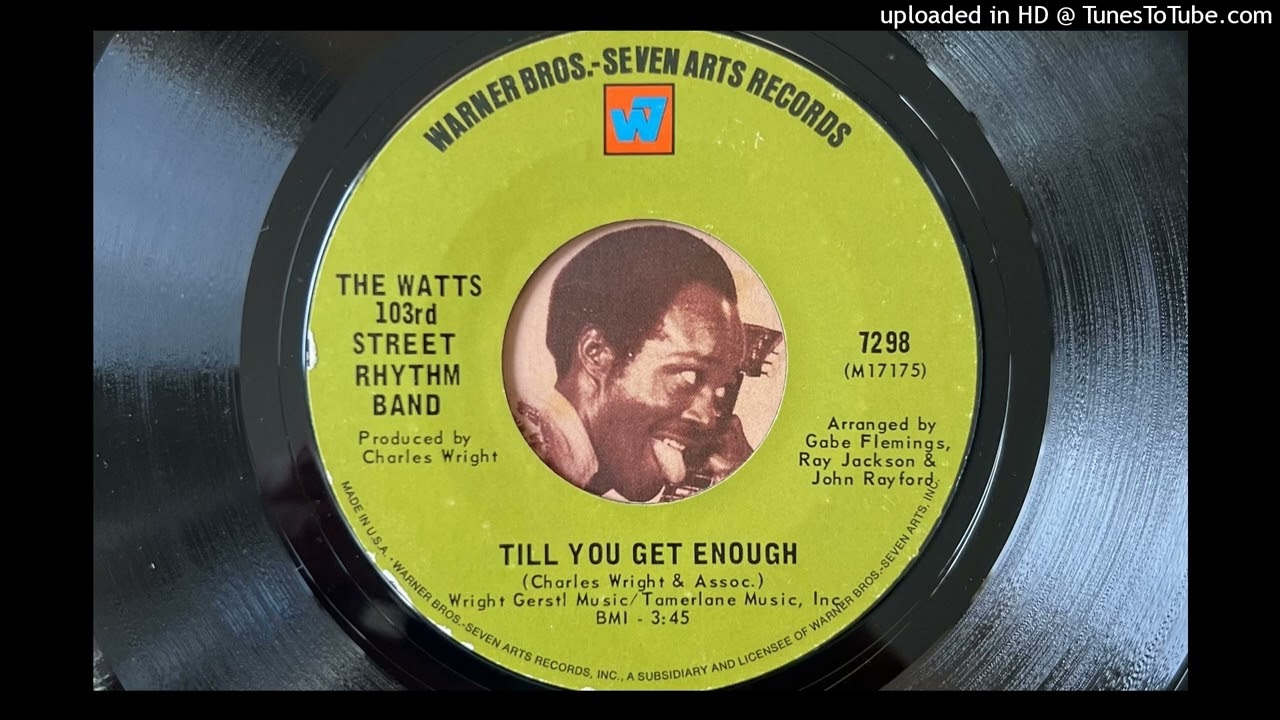 uploaded in HD @ TunesToTube.com
WARNER BROS.-SEVEN ARTS RECORDS
W7
THE WATTS
103rd
STREET
RHYTHM
BAND
Produced by
Charles Wright
7298
(M17175)
Arranged by
Gabe Flemings,
Ray Jackson &
John Rayford
TILL YOU GET ENOUGH
(Charles Wright & Assoc.)
Wright Gerstl Music/Tamerlane Music, Inc.
BMI - 3:45
MADE IN U.S.A. • WARNER BROS.-SEVEN ARTS RECORDS, INC., A SUBSIDIARY AND LICENSEE OF WARNER BROS.-SEVEN ARTS, INC.